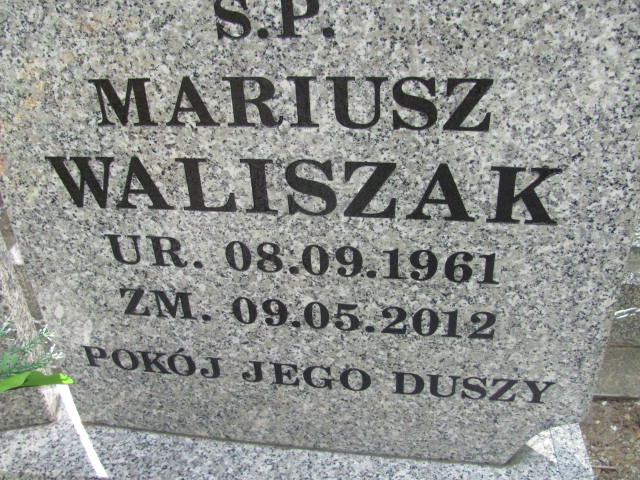 Ś.P.
MARIUSZ
WALISZAK
UR. 08.09.1961
ZM. 09.05.2012
POKÓJ JEGO DUSZY